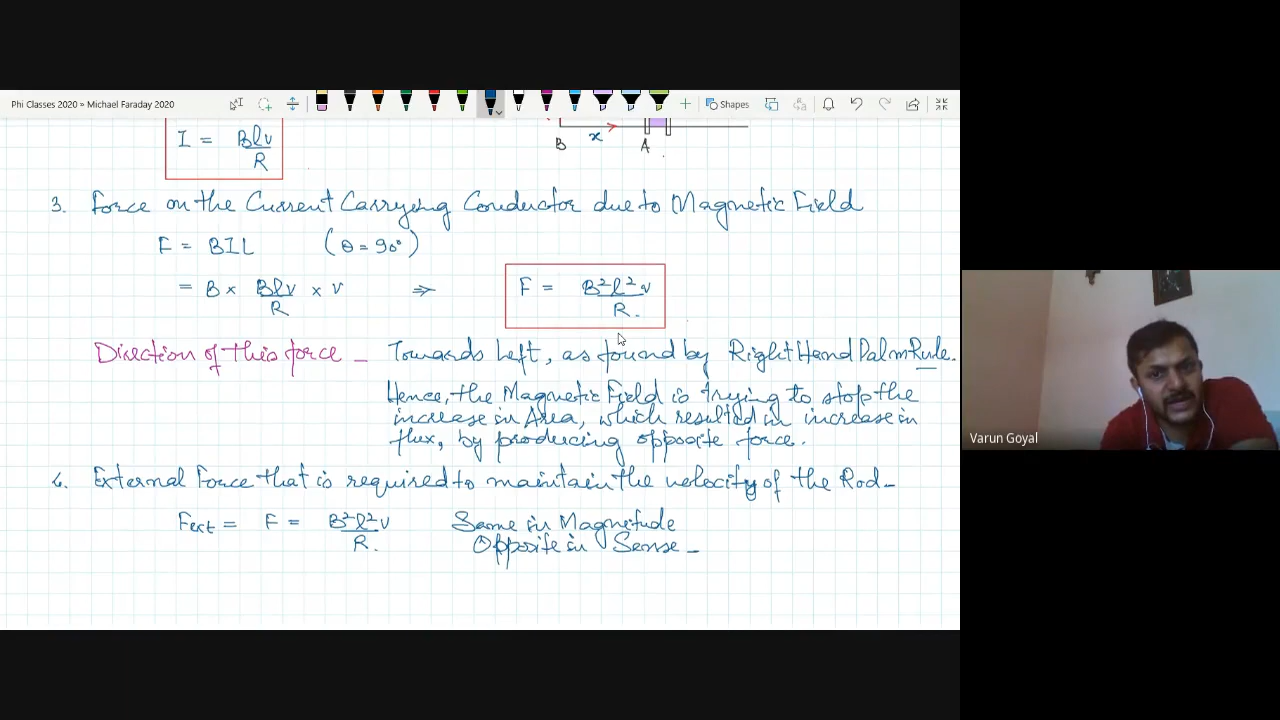 Phi Classes 2020 » Michael Faraday 2020
Shapes
I = Blv/R
B x A
3. Force on the Current Carrying Conductor due to Magnetic Field
F = BIL (θ = 90°)
= B × Blv/R × v ⇒ F = B²l²v/R.
Direction of this force – Towards Left, as found by Right Hand Palm Rule.
Hence, the Magnetic Field is trying to stop the
increase in Area, which resulted in increase in
flux, by producing opposite force.
4. External Force that is required to maintain the velocity of the Rod –
Fext = F = B²l²v/R. Same in Magnitude
Opposite in Sense –
Varun Goyal